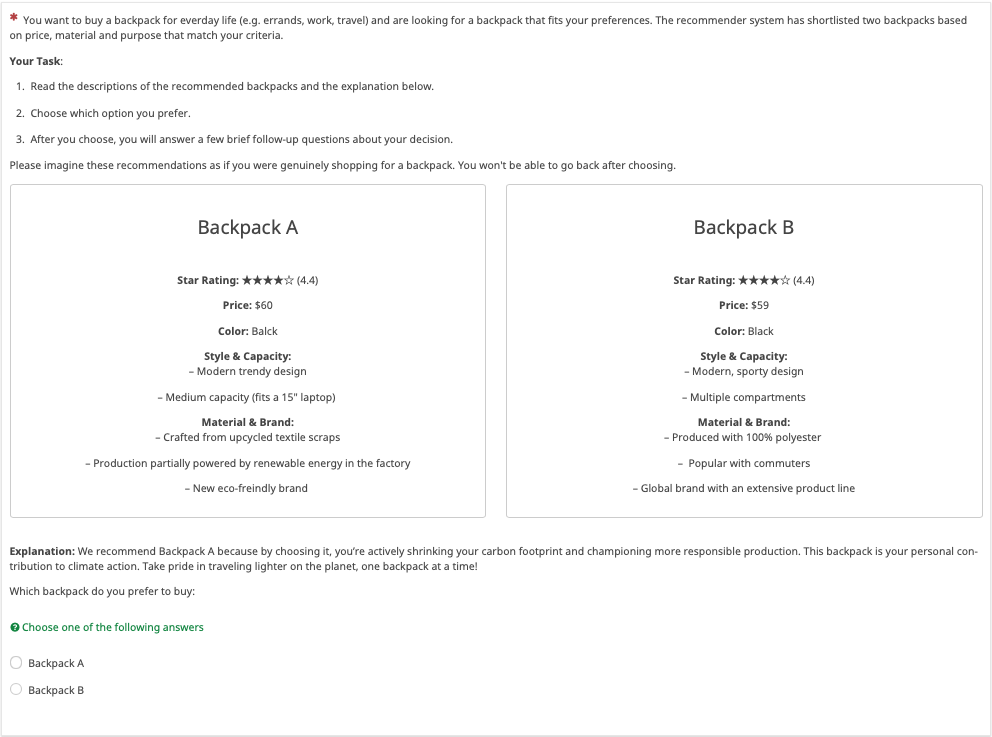 * You want to buy a backpack for everday life (e.g. errands, work, travel) and are looking for a backpack that fits your preferences. The recommender system has shortlisted two backpacks based
on price, material and purpose that match your criteria.
Your Task:
1. Read the descriptions of the recommended backpacks and the explanation below.
2. Choose which option you prefer.
3. After you choose, you will answer a few brief follow-up questions about your decision.
Please imagine these recommendations as if you were genuinely shopping for a backpack. You won't be able to go back after choosing.
Backpack A
Star Rating: ★★★★☆ (4.4)
Price: $60
Color: Balck
Style & Capacity:
– Modern trendy design
– Medium capacity (fits a 15" laptop)
Material & Brand:
– Crafted from upcycled textile scraps
– Production partially powered by renewable energy in the factory
– New eco-freindly brand
Backpack B
Star Rating: ★★★★☆ (4.4)
Price: $59
Color: Black
Style & Capacity:
– Modern, sporty design
– Multiple compartments
Material & Brand:
– Produced with 100% polyester
– Popular with commuters
– Global brand with an extensive product line
Explanation: We recommend Backpack A because by choosing it, you’re actively shrinking your carbon footprint and championing more responsible production. This backpack is your personal con-
tribution to climate action. Take pride in traveling lighter on the planet, one backpack at a time!
Which backpack do you prefer to buy:
Choose one of the following answers
Backpack A
Backpack B